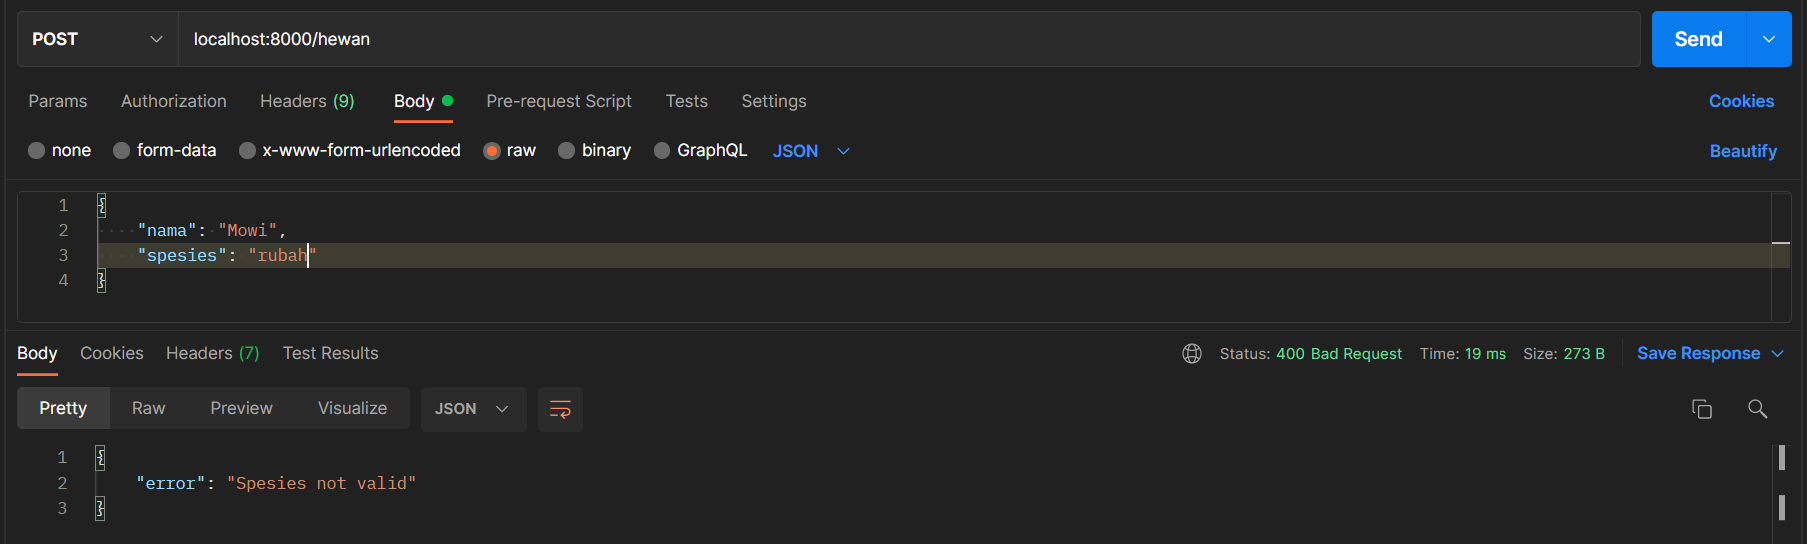 POST localhost:8000/hewan Send
Params Authorization Headers (9) Body Pre-request Script Tests Settings Cookies
none form-data x-www-form-urlencoded raw binary GraphQL JSON Beautify
1 {
2 "nama": "Mowi",
3 "spesies": "rubah"
4 }
Body Cookies Headers (7) Test Results Status: 400 Bad Request Time: 19 ms Size: 273 B Save Response
Pretty Raw Preview Visualize JSON
1 {
2 "error": "Spesies not valid"
3 }